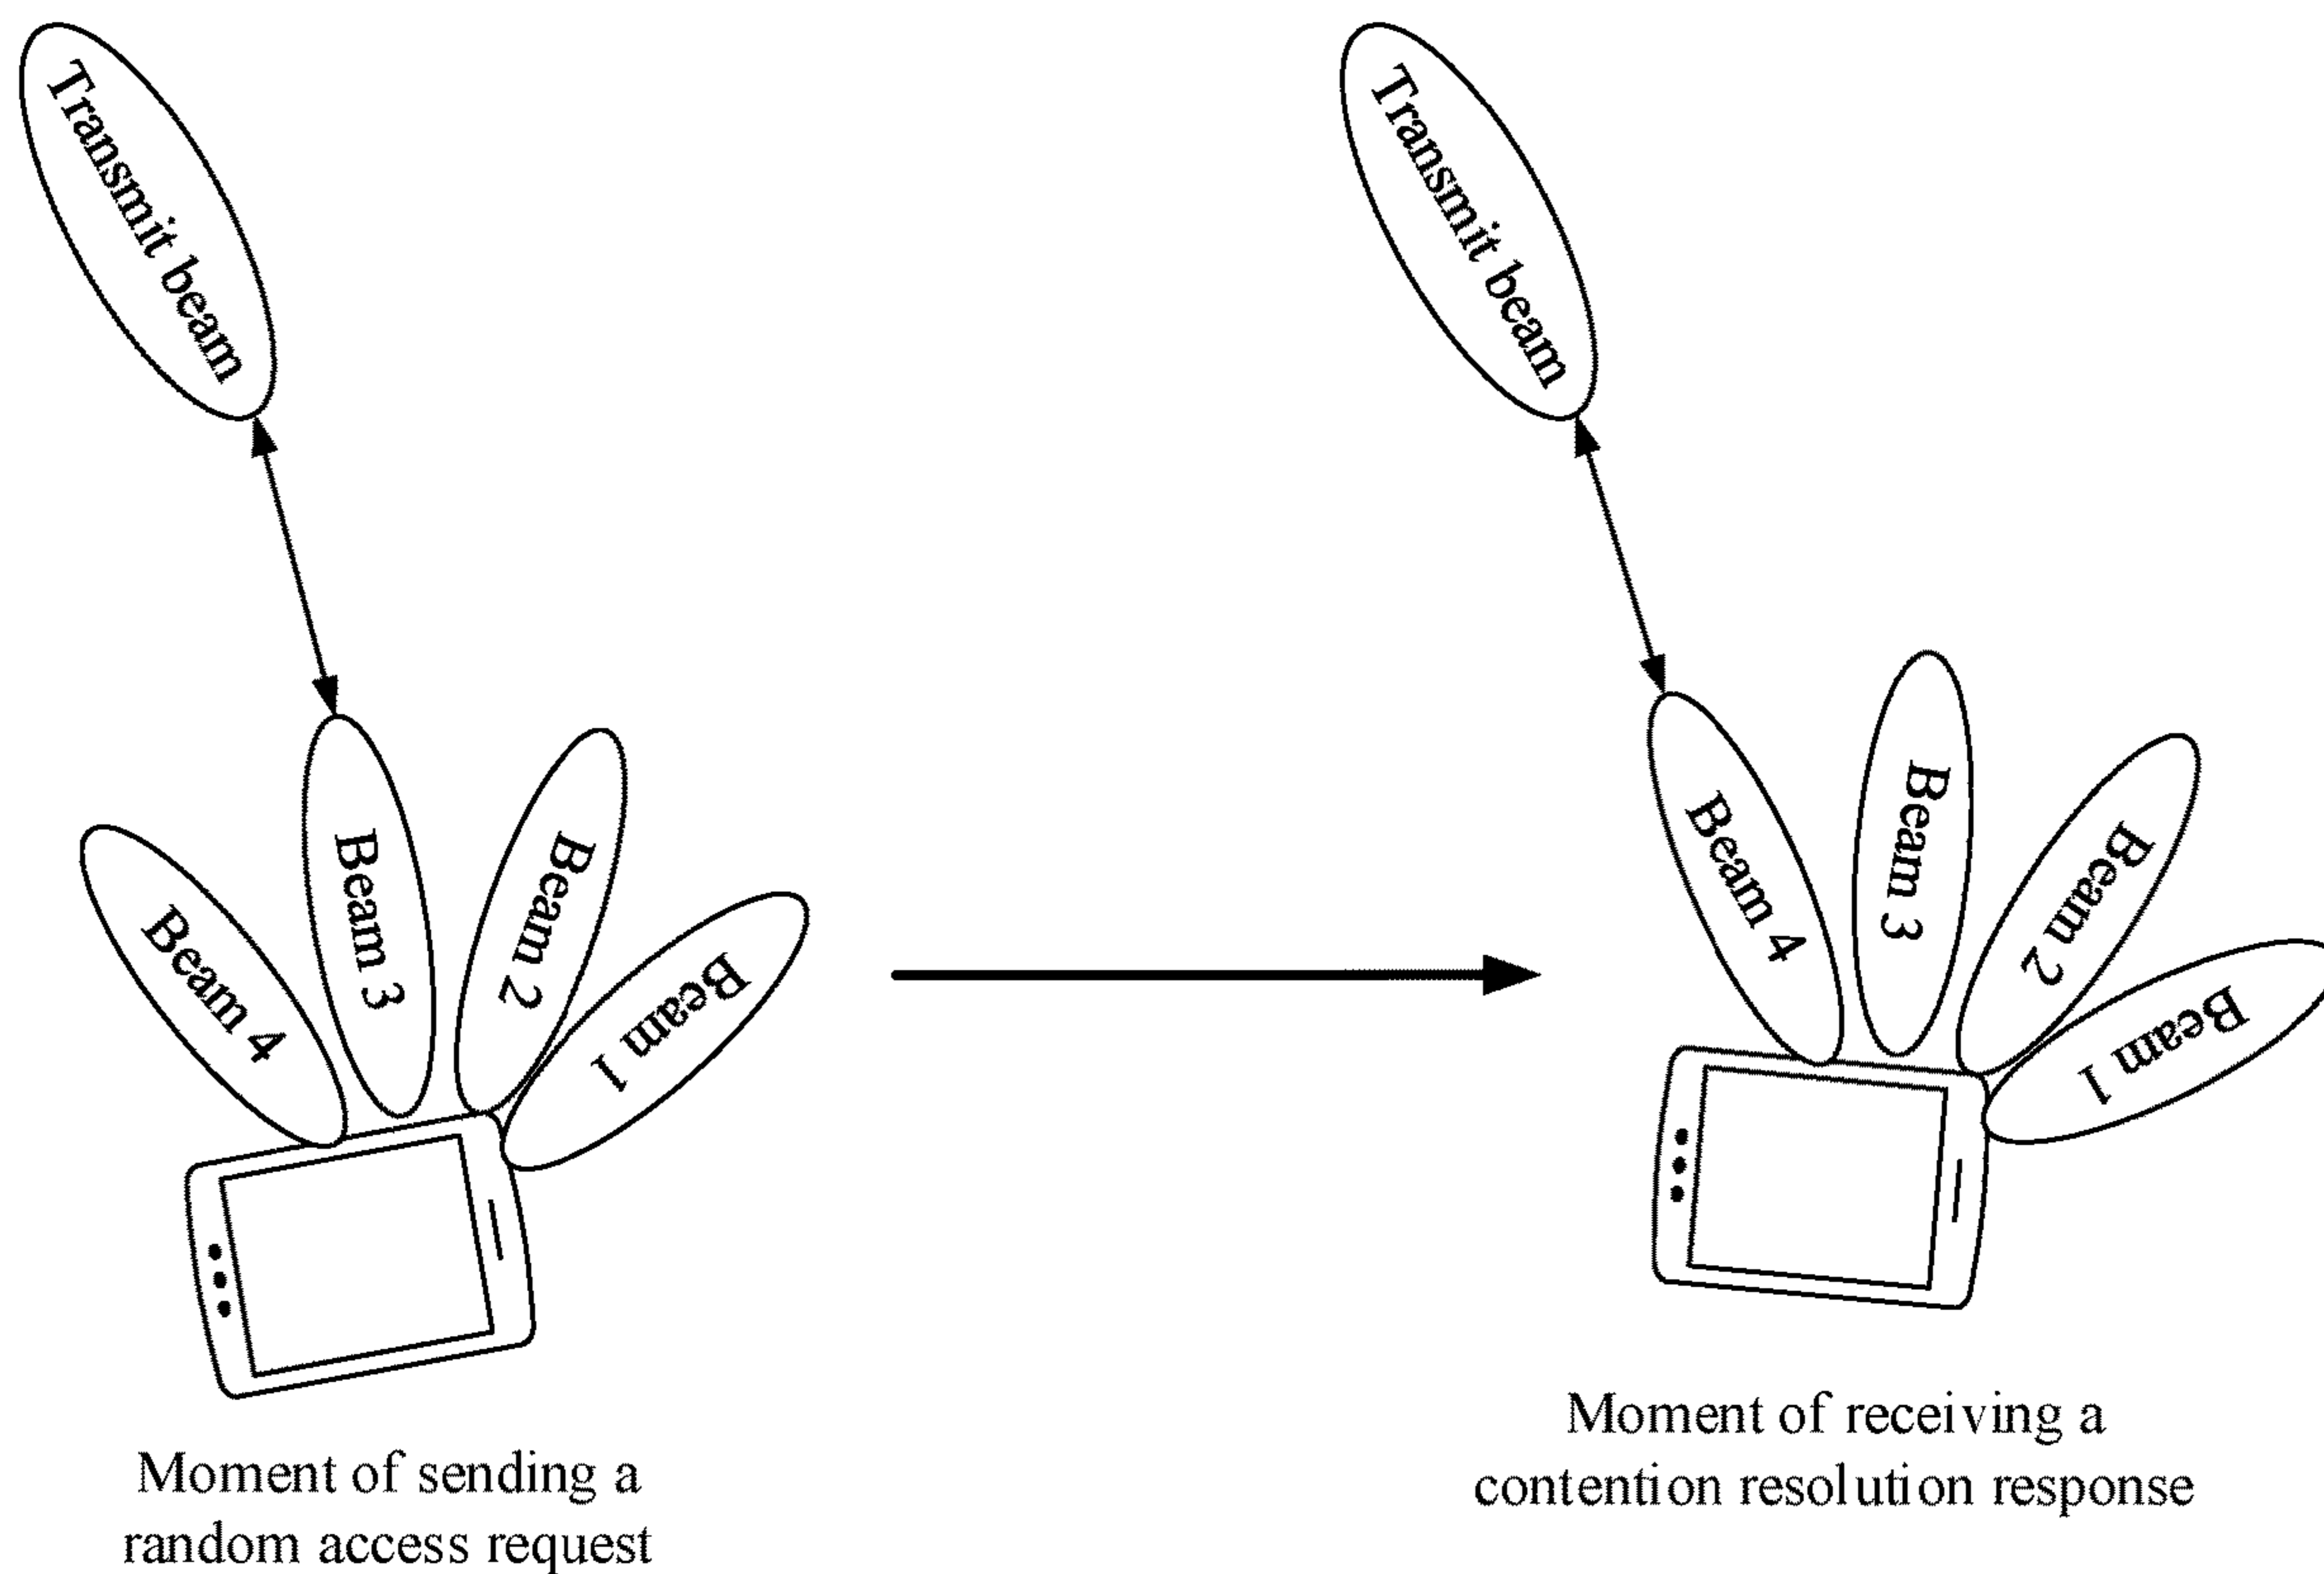 Transmit beam
Beam 4
Beam 3
Beam 2
Beam 1
Moment of sending a
random access request
Transmit beam
Beam 4
Beam 3
Beam 2
Beam 1
Moment of receiving a
contention resolution response